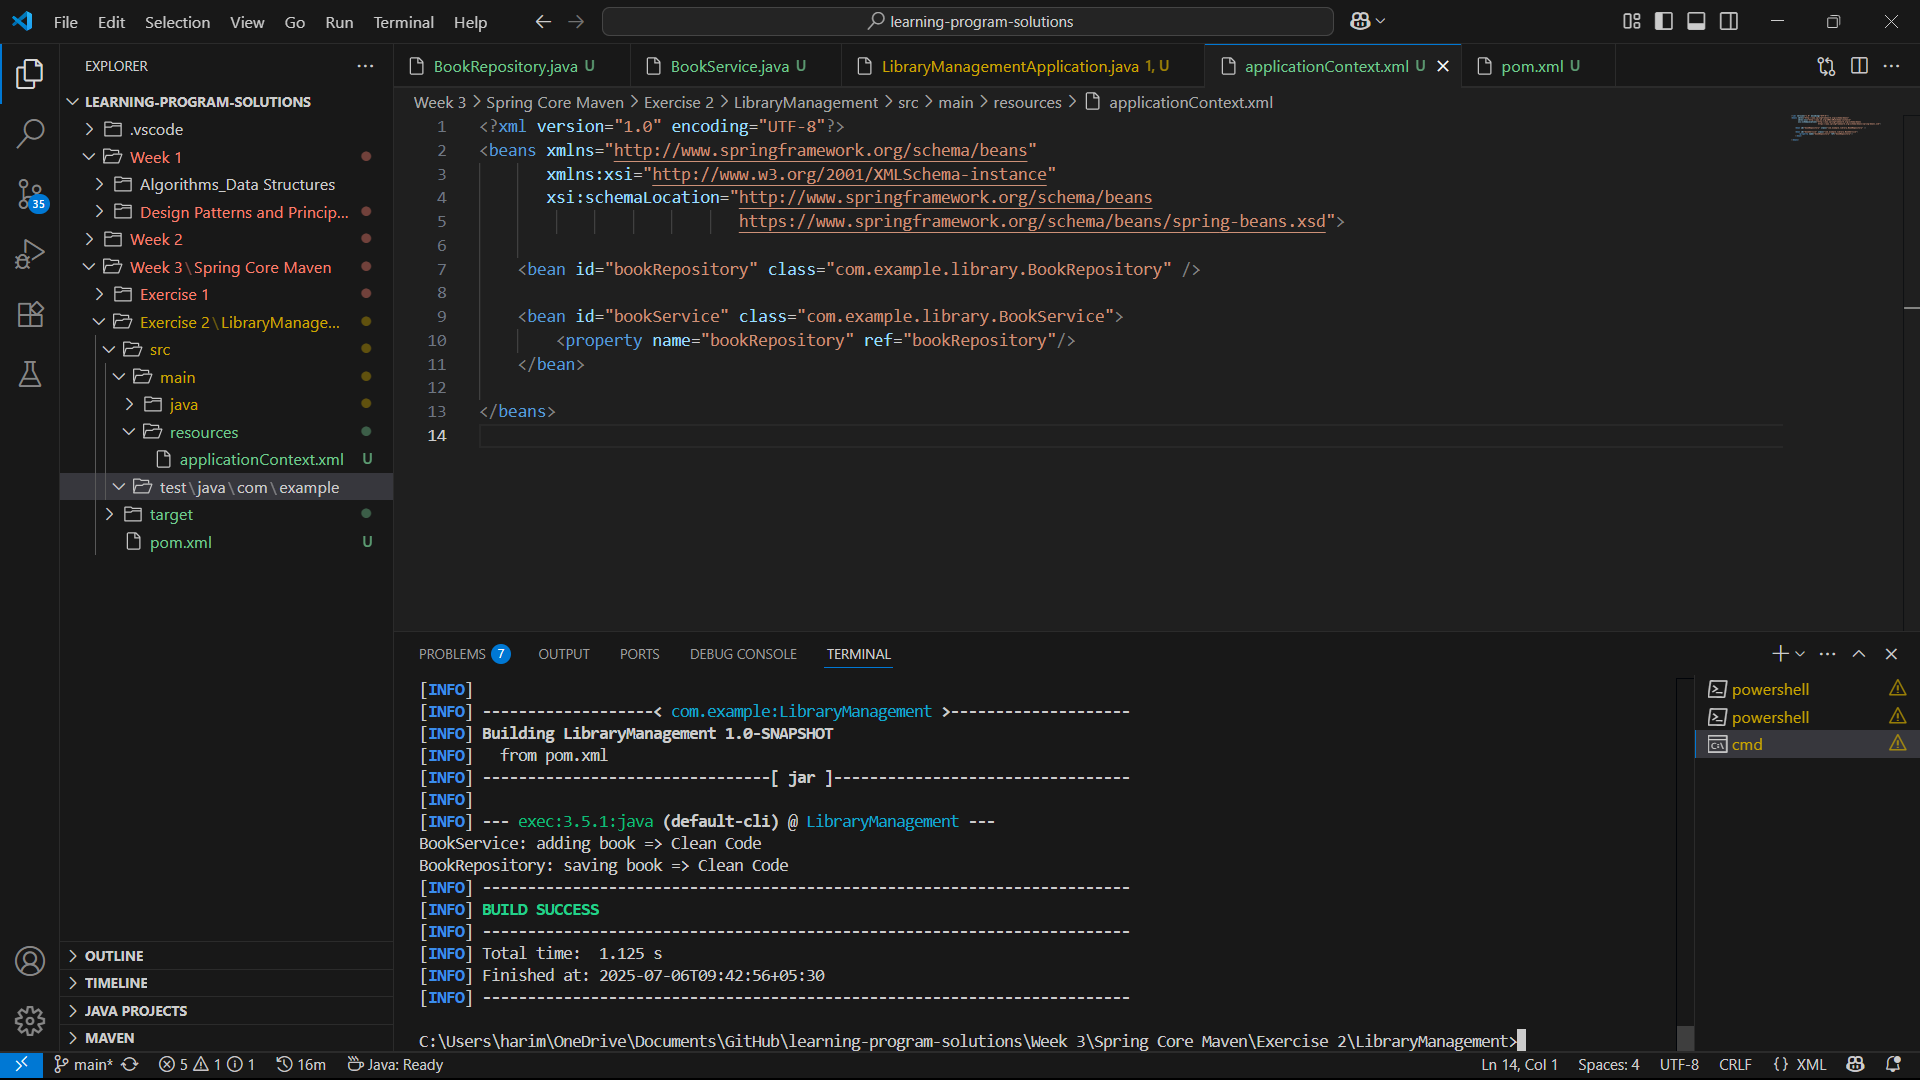 File Edit Selection View Go Run Terminal Help
learning-program-solutions
EXPLORER
LEARNING-PROGRAM-SOLUTIONS
.vscode
Week 1
Algorithms_Data Structures
Design Patterns and Princip...
Week 2
Week 3\Spring Core Maven
Exercise 1
Exercise 2\LibraryManage...
src
main
java
resources
applicationContext.xml U
test\java\com\example
target
pom.xml U
OUTLINE
TIMELINE
JAVA PROJECTS
MAVEN
35
BookRepository.java U
BookService.java U
LibraryManagementApplication.java 1, U
applicationContext.xml U
pom.xml U
Week 3 > Spring Core Maven > Exercise 2 > LibraryManagement > src > main > resources > applicationContext.xml
1 <?xml version="1.0" encoding="UTF-8"?>
2 <beans xmlns="http://www.springframework.org/schema/beans"
3 xmlns:xsi="http://www.w3.org/2001/XMLSchema-instance"
4 xsi:schemaLocation="http://www.springframework.org/schema/beans
5 https://www.springframework.org/schema/beans/spring-beans.xsd">
6
7 <bean id="bookRepository" class="com.example.library.BookRepository" />
8
9 <bean id="bookService" class="com.example.library.BookService">
10 <property name="bookRepository" ref="bookRepository"/>
11 </bean>
12
13 </beans>
14
PROBLEMS 7 OUTPUT PORTS DEBUG CONSOLE TERMINAL
[INFO]
[INFO] -------------------< com.example:LibraryManagement >--------------------
[INFO] Building LibraryManagement 1.0-SNAPSHOT
[INFO]   from pom.xml
[INFO] --------------------------------[ jar ]---------------------------------
[INFO]
[INFO] --- exec:3.5.1:java (default-cli) @ LibraryManagement ---
BookService: adding book => Clean Code
BookRepository: saving book => Clean Code
[INFO] ------------------------------------------------------------------------
[INFO] BUILD SUCCESS
[INFO] ------------------------------------------------------------------------
[INFO] Total time:  1.125 s
[INFO] Finished at: 2025-07-06T09:42:56+05:30
[INFO] ------------------------------------------------------------------------
C:\Users\harim\OneDrive\Documents\GitHub\learning-program-solutions\Week 3\Spring Core Maven\Exercise 2\LibraryManagement>
powershell
powershell
cmd
main* 5 1 1 16m Java: Ready
Ln 14, Col 1 Spaces: 4 UTF-8 CRLF {} XML